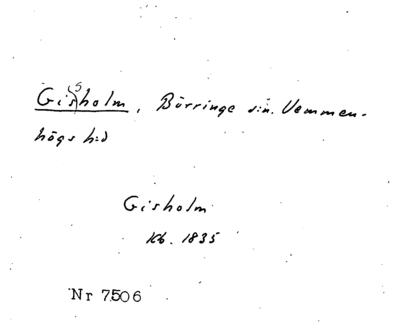 Gisholm, Börringe sn. Vemmen-
högs hd
Gisholm
Kb. 1835
Nr 7506